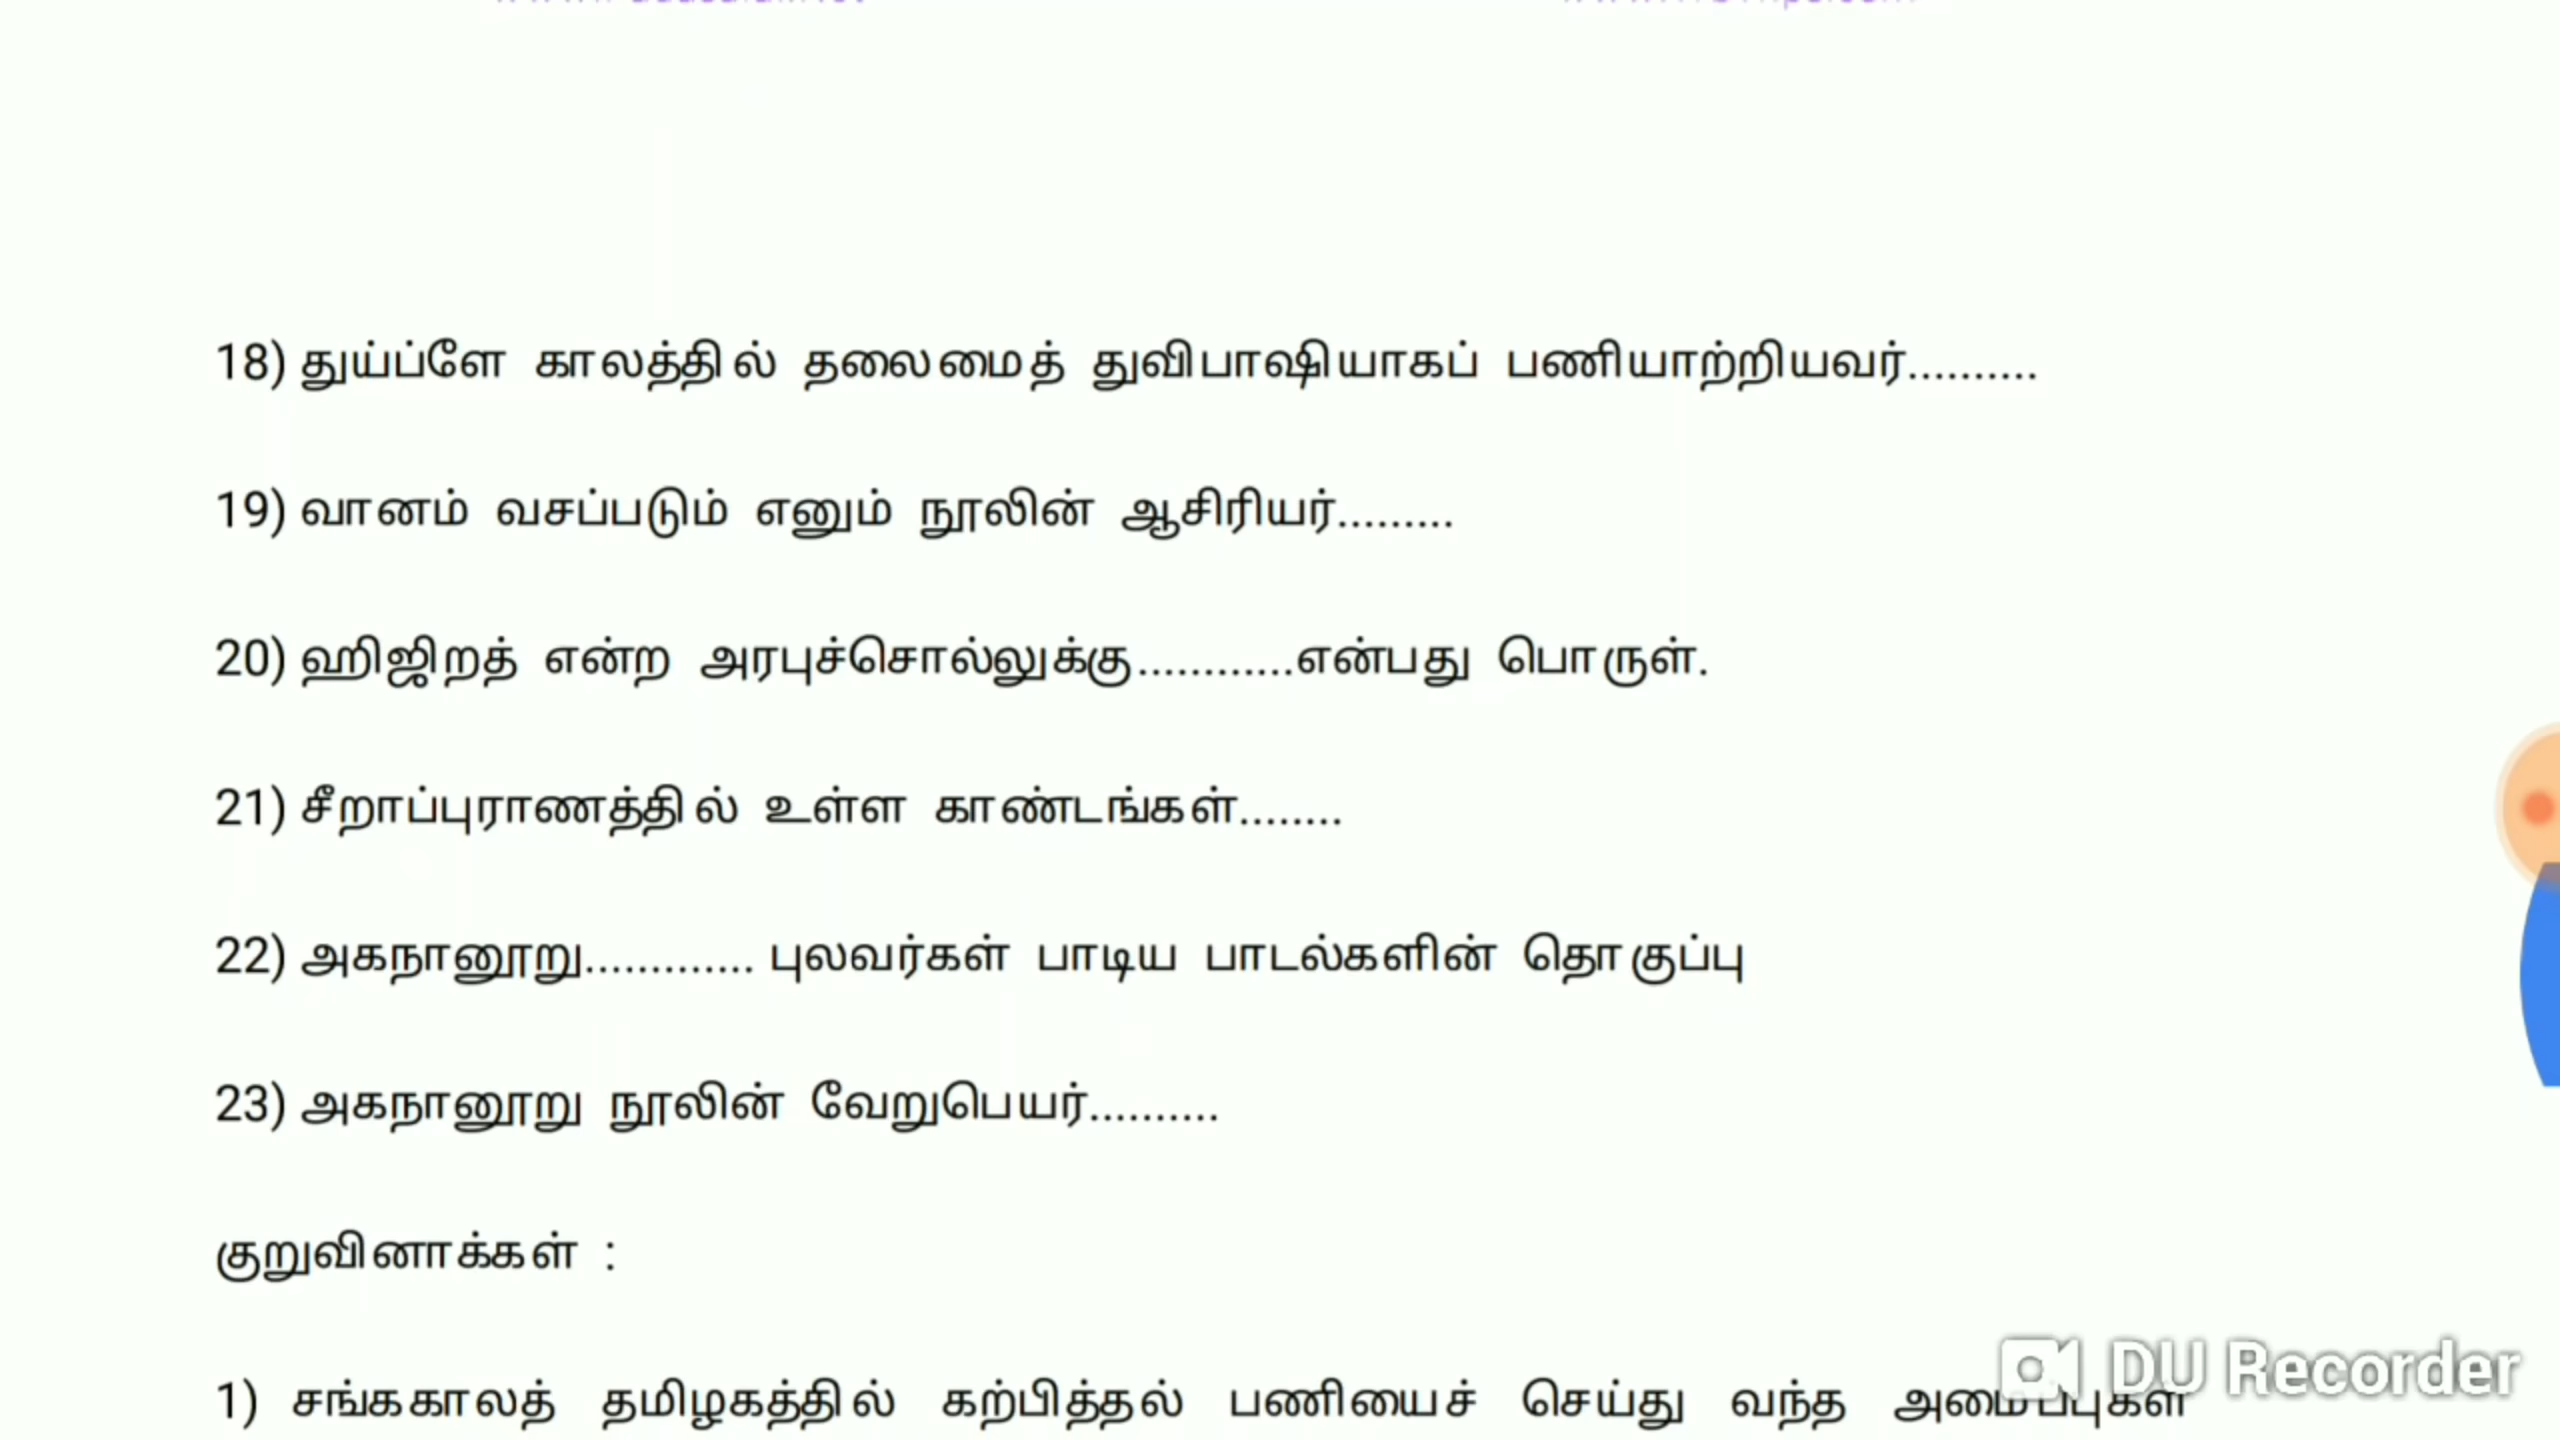 18) துய்ப்ளே காலத்தில் தலைமைத் துவிபாஷியாகப் பணியாற்றியவர்..........
19) வானம் வசப்படும் எனும் நூலின் ஆசிரியர்.........
20) ஹிஜிறத் என்ற அரபுச்சொல்லுக்கு............என்பது பொருள்.
21) சீறாப்புராணத்தில் உள்ள காண்டங்கள்........
22) அகநானூறு............. புலவர்கள் பாடிய பாடல்களின் தொகுப்பு
23) அகநானூறு நூலின் வேறுபெயர்..........
குறுவினாக்கள் :
1) சங்ககாலத் தமிழகத்தில் கற்பித்தல் பணியைச் செய்து வந்த அமைப்புகள்
DU Recorder